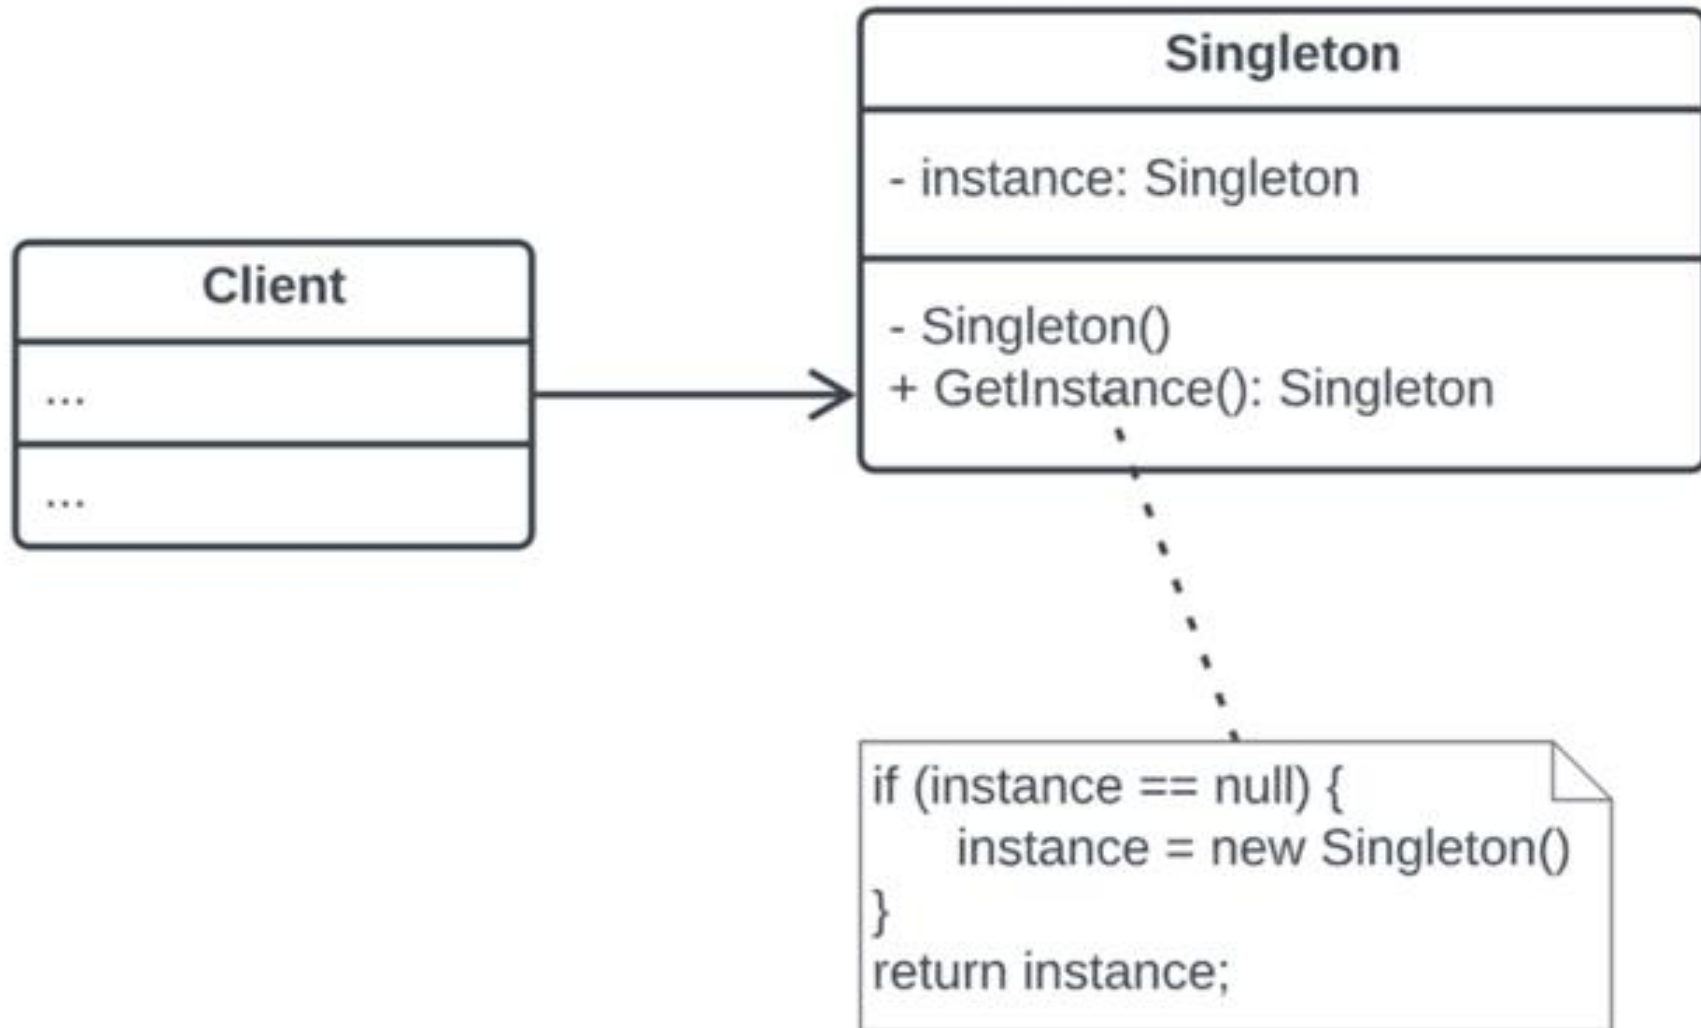 Singleton
- instance: Singleton
- Singleton()
+ GetInstance(): Singleton
Client
...
...
if (instance == null) {
instance = new Singleton()
}
return instance;